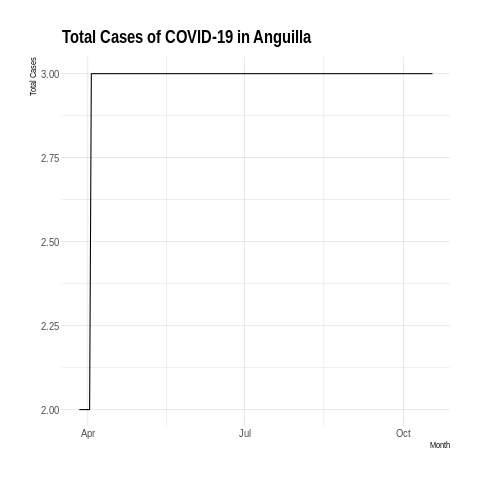 Total Cases of COVID-19 in Anguilla
Total Cases
3.00
2.75
2.50
2.25
2.00
Apr
Jul
Oct
Month